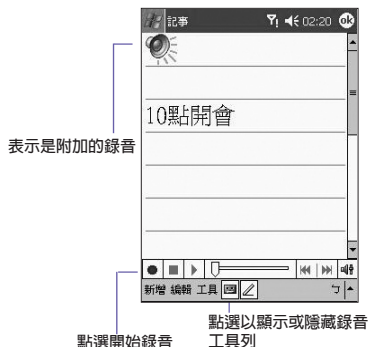 記事 02:20 ok
10點開會
表示是附加的錄音
新增 編輯 工具 ㄅ
點選開始錄音
點選以顯示或隱藏錄音
工具列